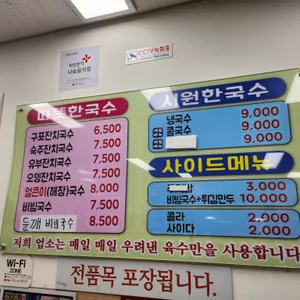 CCTV녹화중
나눔음식점
따뜻한국수
구포잔치국수 6,500
숙주잔치국수 7,500
유부잔치국수 7,500
오뎅잔치국수 7,500
얼큰이(해장)국수 8,000
비빔국수 7,500
들깨 비빔국수 8,500
시원한국수
냉국수 9,000
콩국수 9,000
9,000
사이드메뉴
3,000
비빔국수+튀김만두 10,000
콜라 2,000
사이다 2,000
저희 업소는 매일 매일 우려낸 육수만을 사용합니다.
Wi-Fi
ZONE
전품목 포장됩니다.